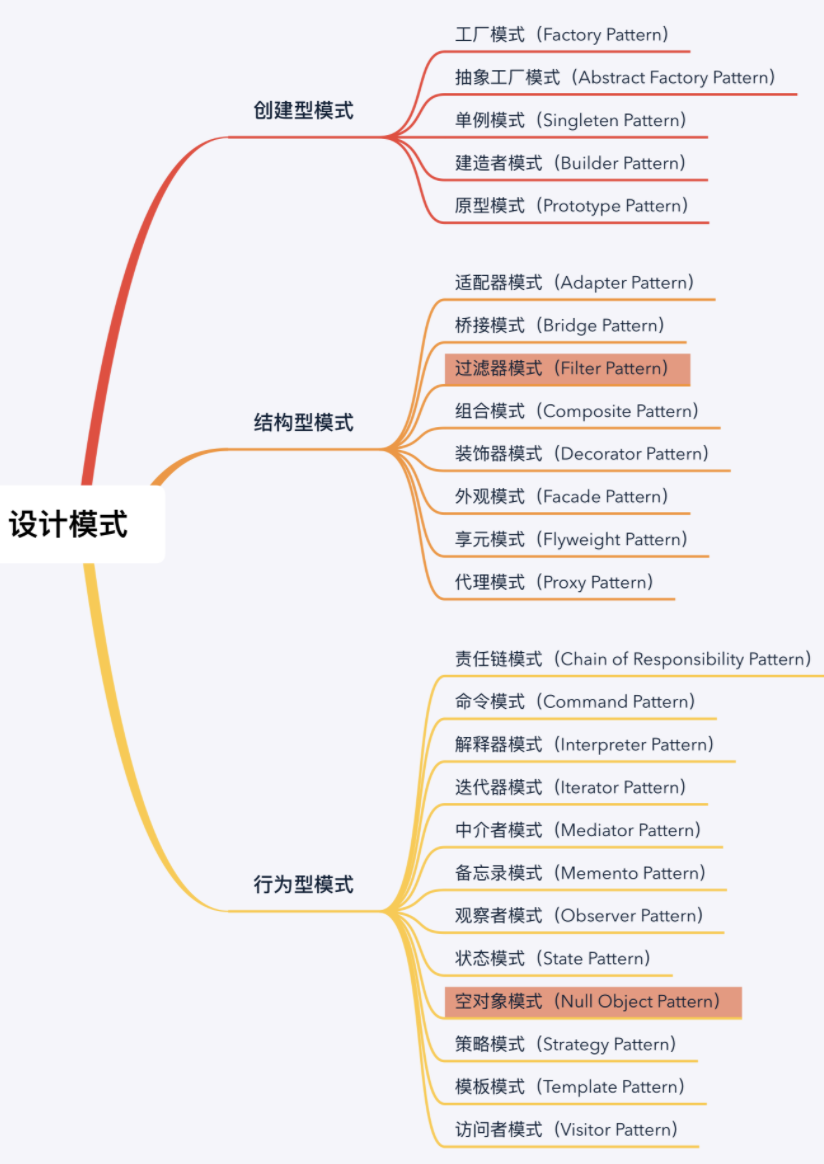 设计模式
创建型模式
工厂模式（Factory Pattern）
抽象工厂模式（Abstract Factory Pattern）
单例模式（Singleten Pattern）
建造者模式（Builder Pattern）
原型模式（Prototype Pattern）
结构型模式
适配器模式（Adapter Pattern）
桥接模式（Bridge Pattern）
过滤器模式（Filter Pattern）
组合模式（Composite Pattern）
装饰器模式（Decorator Pattern）
外观模式（Facade Pattern）
享元模式（Flyweight Pattern）
代理模式（Proxy Pattern）
行为型模式
责任链模式（Chain of Responsibility Pattern）
命令模式（Command Pattern）
解释器模式（Interpreter Pattern）
迭代器模式（Iterator Pattern）
中介者模式（Mediator Pattern）
备忘录模式（Memento Pattern）
观察者模式（Observer Pattern）
状态模式（State Pattern）
空对象模式（Null Object Pattern）
策略模式（Strategy Pattern）
模板模式（Template Pattern）
访问者模式（Visitor Pattern）